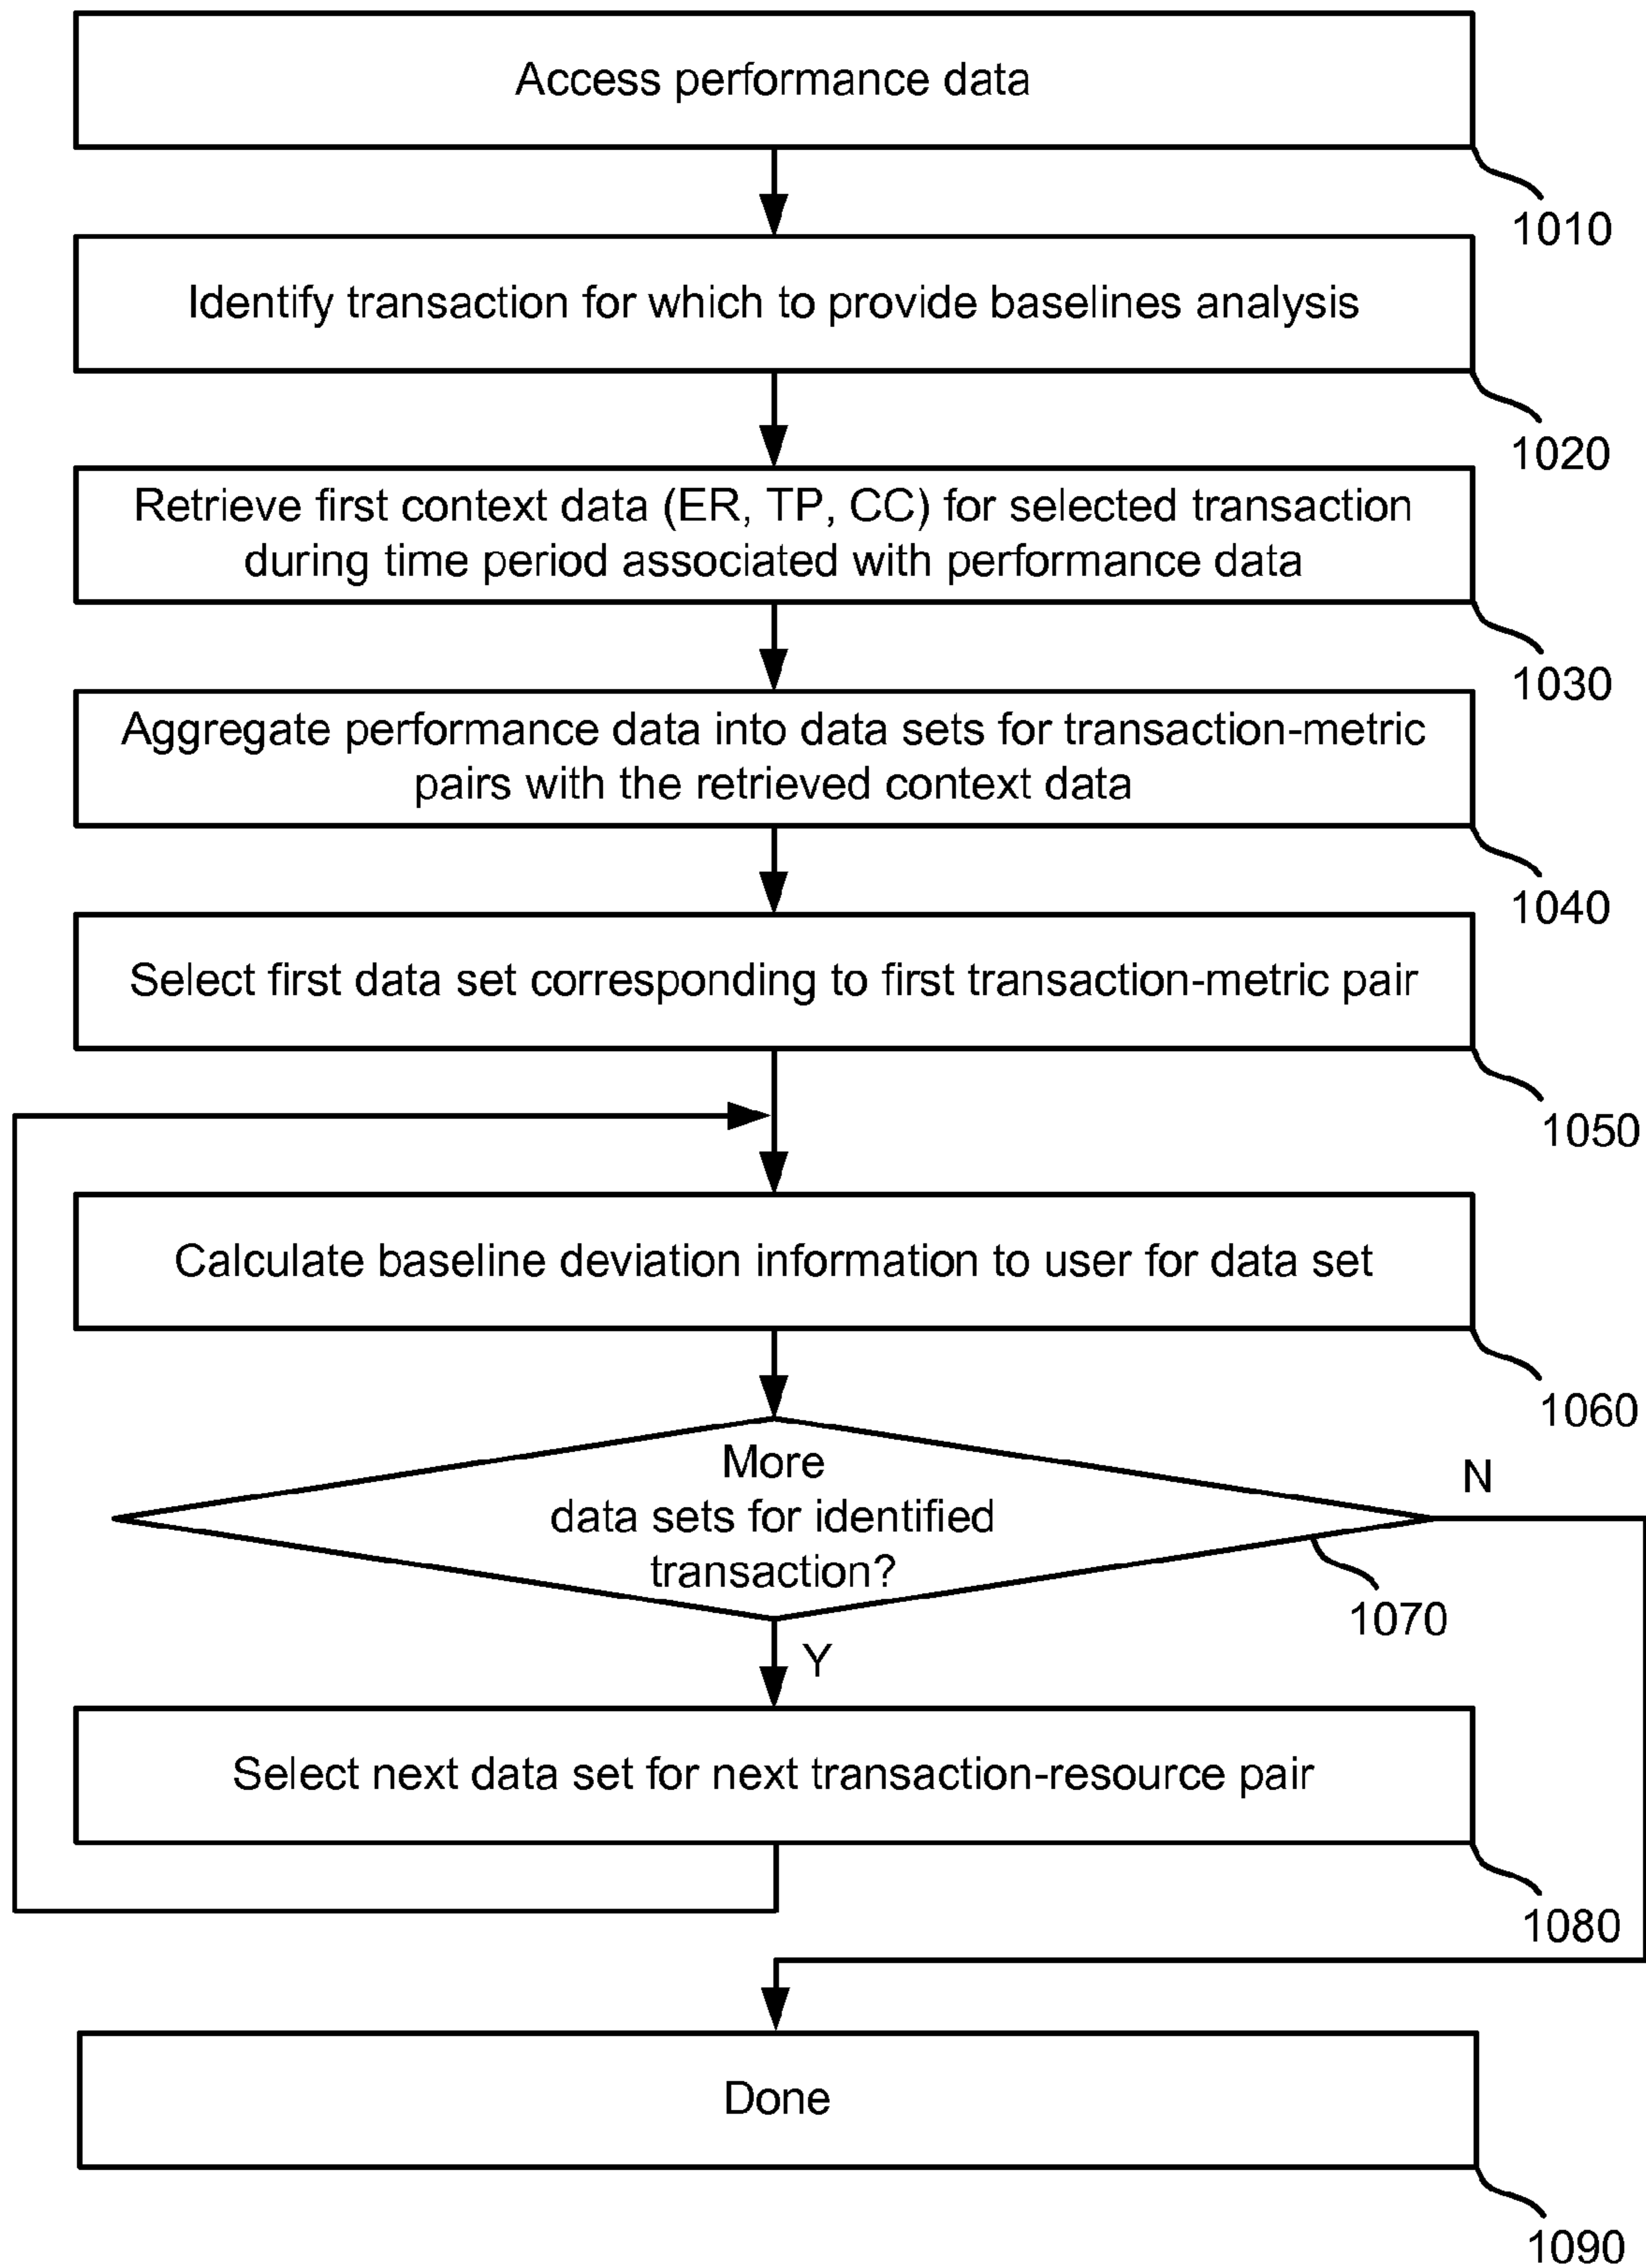 Access performance data
1010
Identify transaction for which to provide baselines analysis
1020
Retrieve first context data (ER, TP, CC) for selected transaction
during time period associated with performance data
1030
Aggregate performance data into data sets for transaction-metric
pairs with the retrieved context data
1040
Select first data set corresponding to first transaction-metric pair
1050
Calculate baseline deviation information to user for data set
1060
More
data sets for identified
transaction?
N
1070
Y
Select next data set for next transaction-resource pair
1080
Done
1090